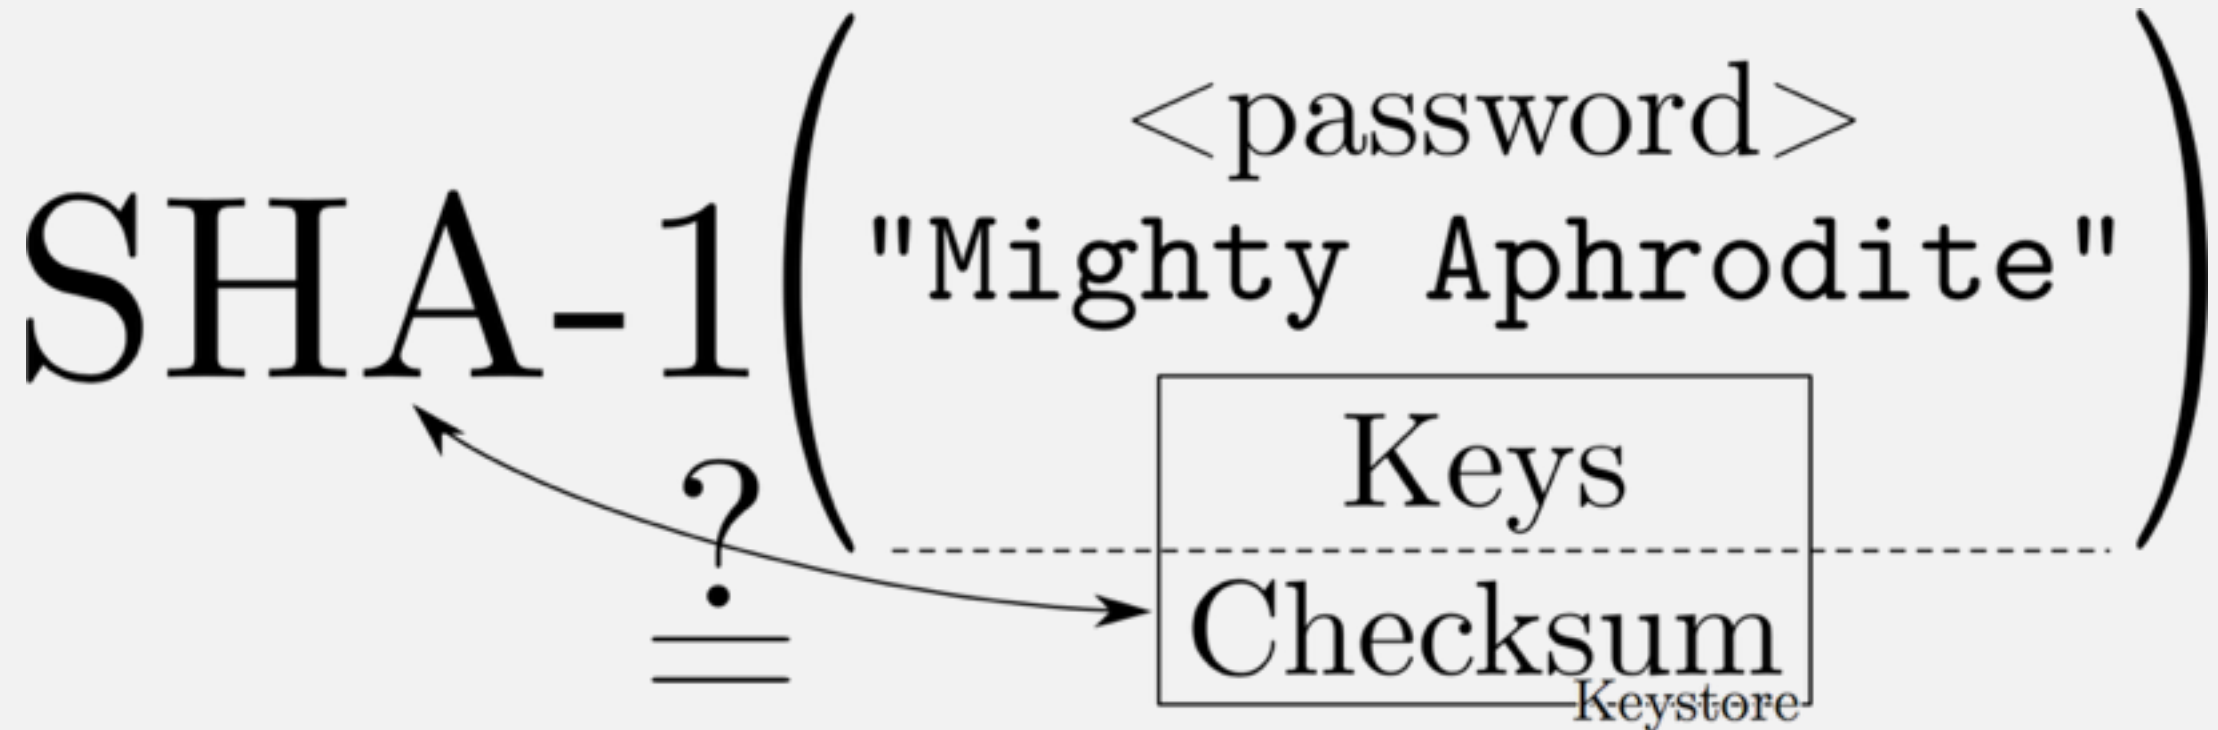 <password>
SHA-1
"Mighty Aphrodite"
Keys
?
=
Checksum
Keystore